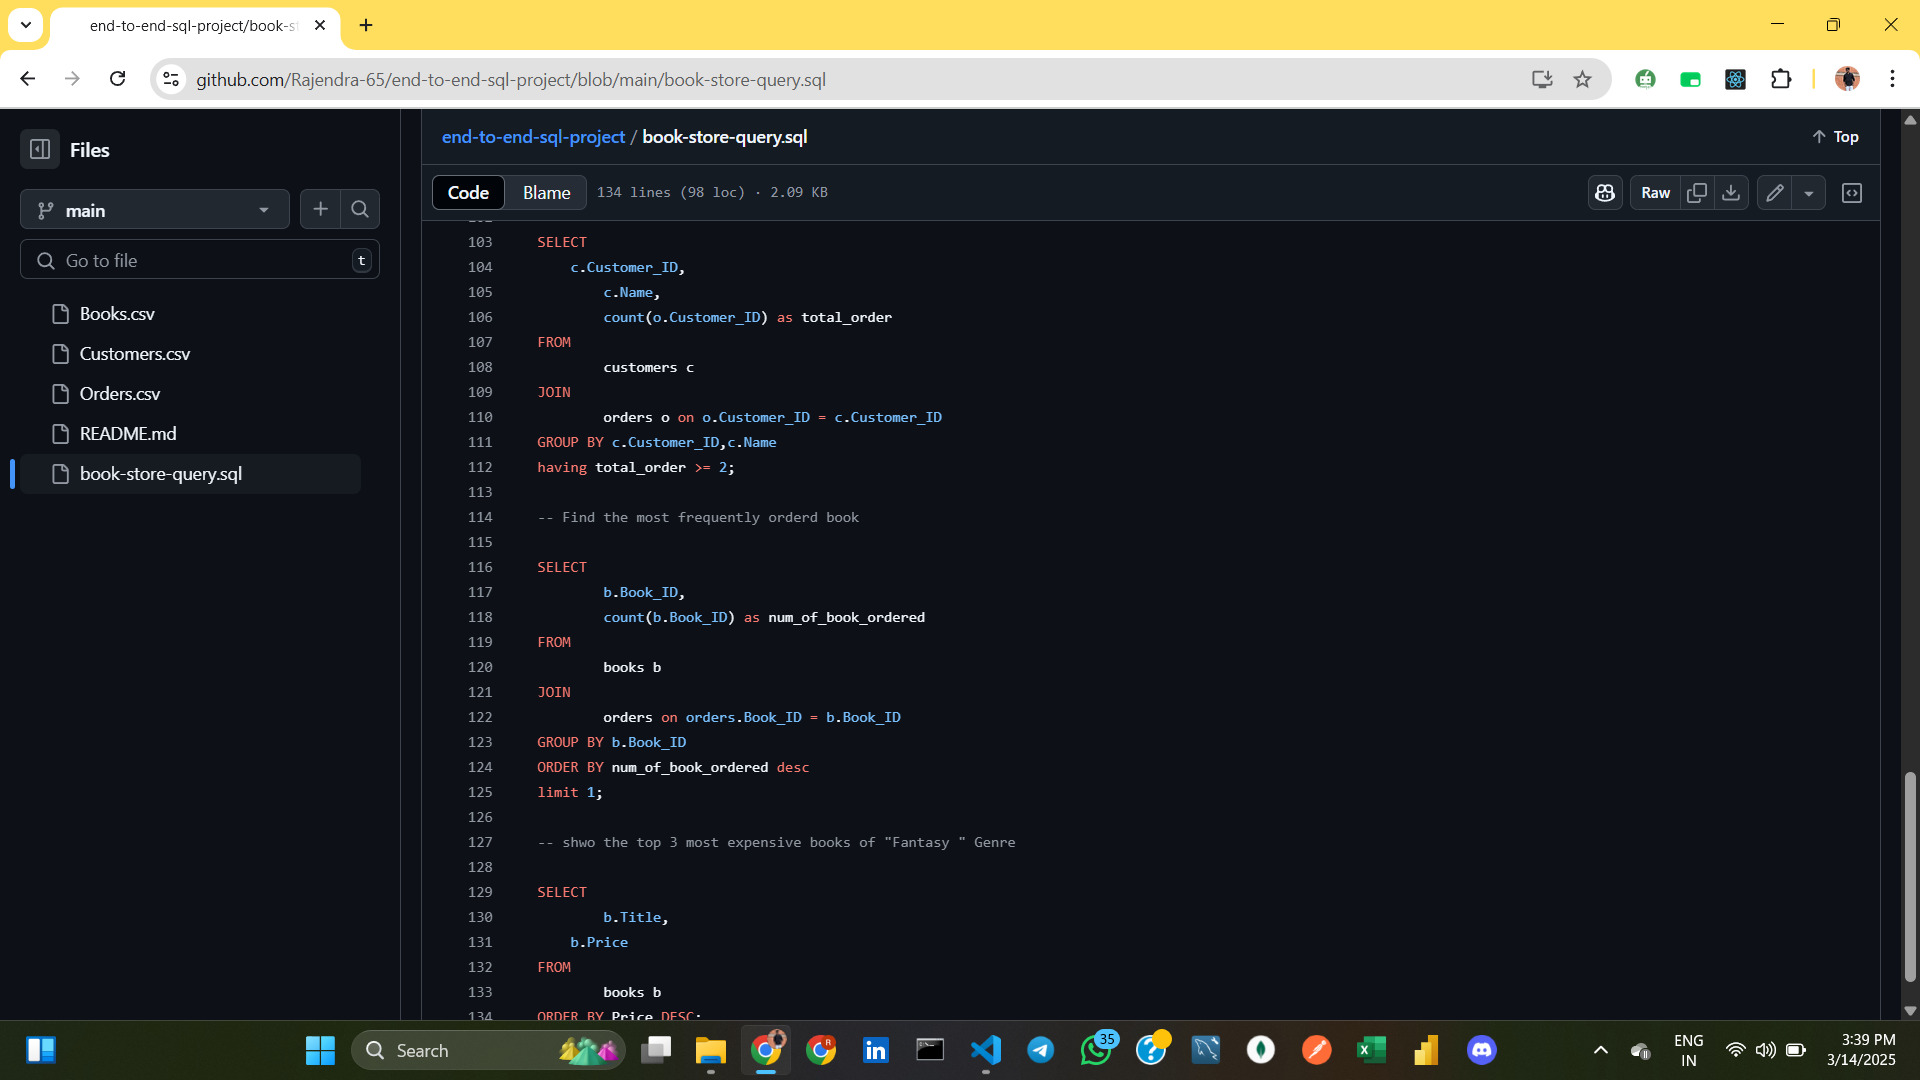 end-to-end-sql-project/book-st
github.com/Rajendra-65/end-to-end-sql-project/blob/main/book-store-query.sql
Files
main
Go to file
t
Books.csv
Customers.csv
Orders.csv
README.md
book-store-query.sql
end-to-end-sql-project / book-store-query.sql
Top
Code Blame 134 lines (98 loc) · 2.09 KB
Raw
103 SELECT
104 c.Customer_ID,
105 c.Name,
106 count(o.Customer_ID) as total_order
107 FROM
108 customers c
109 JOIN
110 orders o on o.Customer_ID = c.Customer_ID
111 GROUP BY c.Customer_ID,c.Name
112 having total_order >= 2;
113
114 -- Find the most frequently orderd book
115
116 SELECT
117 b.Book_ID,
118 count(b.Book_ID) as num_of_book_ordered
119 FROM
120 books b
121 JOIN
122 orders on orders.Book_ID = b.Book_ID
123 GROUP BY b.Book_ID
124 ORDER BY num_of_book_ordered desc
125 limit 1;
126
127 -- shwo the top 3 most expensive books of "Fantasy " Genre
128
129 SELECT
130 b.Title,
131 b.Price
132 FROM
133 books b
134 ORDER BY Price DESC;
Search
R
35
ENG
IN
3:39 PM
3/14/2025